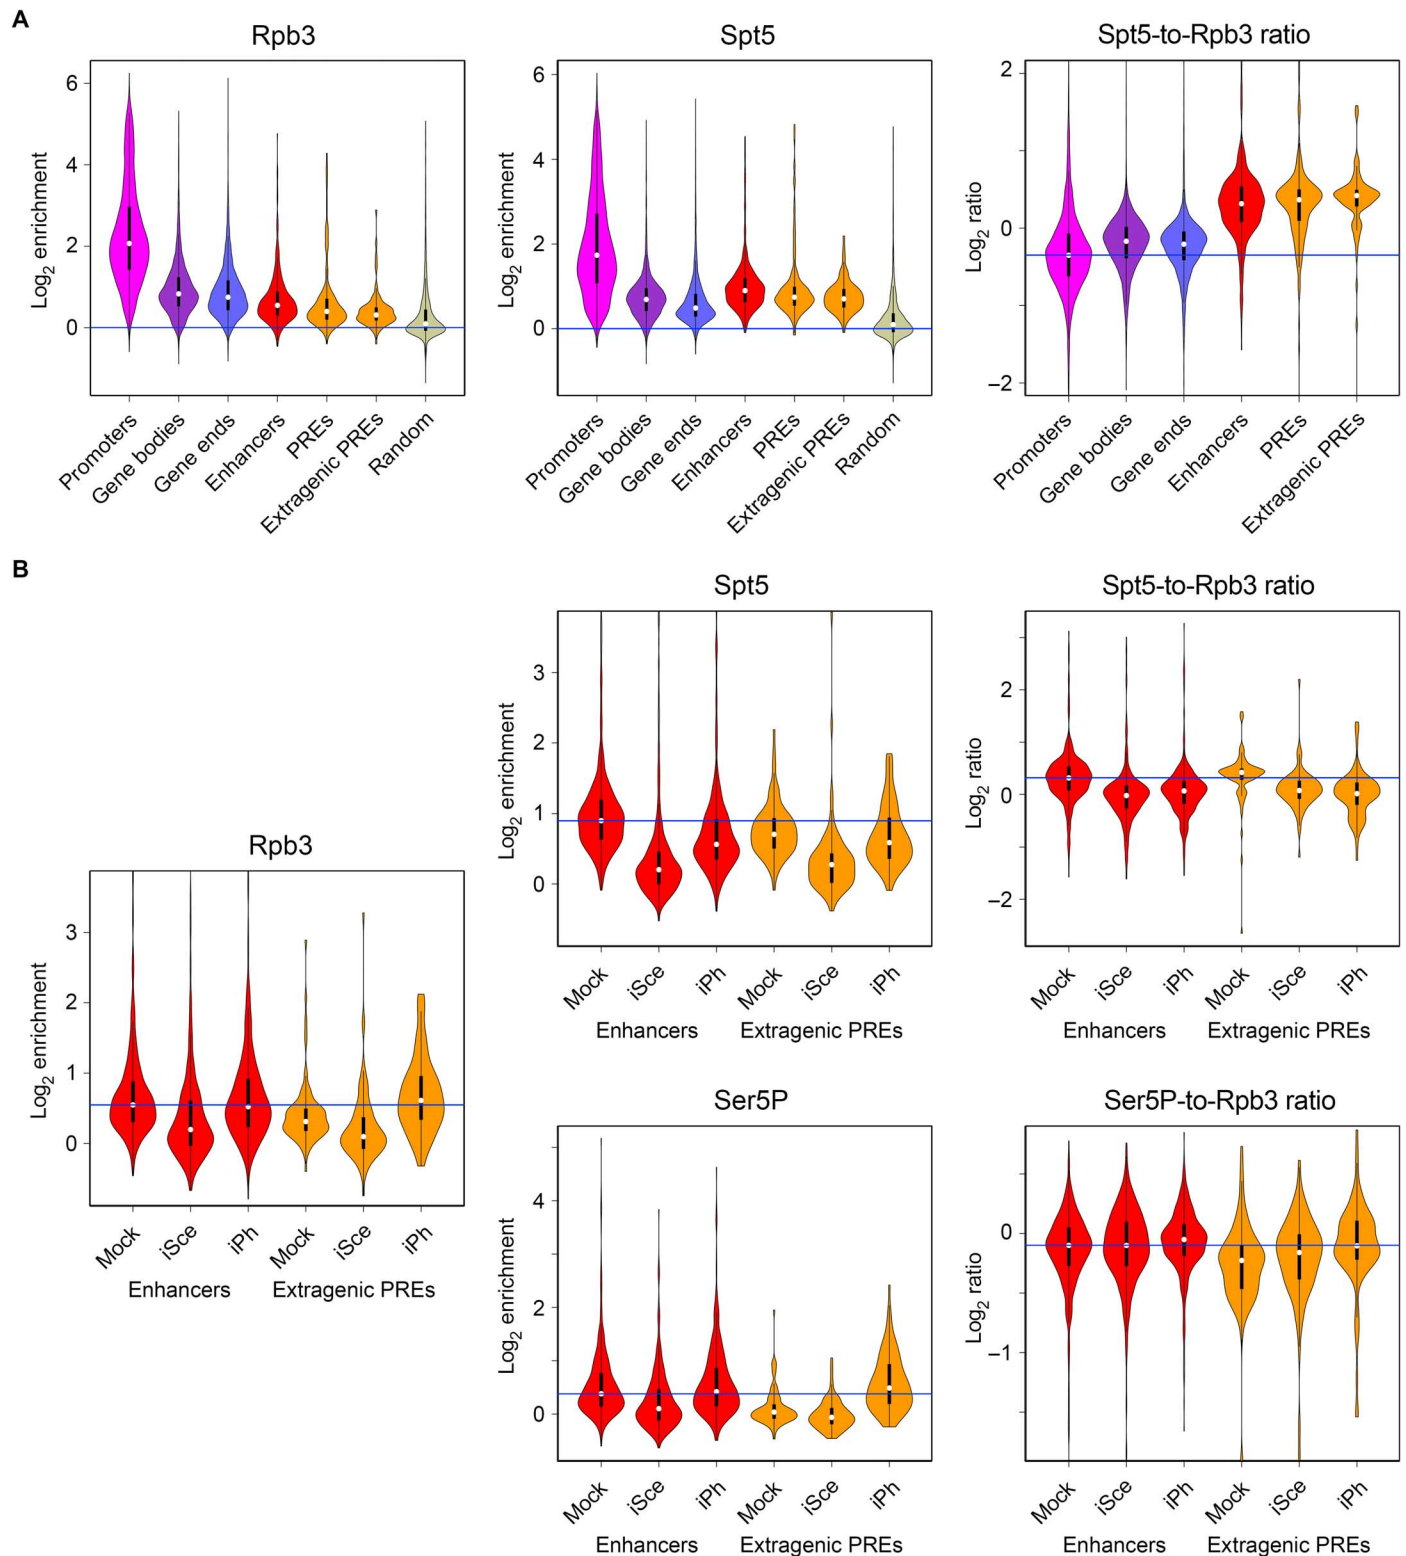 A
Rpb3
Log2 enrichment
6
4
2
0
Promoters
Gene bodies
Gene ends
Enhancers
PREs
Extragenic PREs
Random
Spt5
Log2 enrichment
6
4
2
0
Promoters
Gene bodies
Gene ends
Enhancers
PREs
Extragenic PREs
Random
Spt5-to-Rpb3 ratio
Log2 ratio
2
0
−2
Promoters
Gene bodies
Gene ends
Enhancers
PREs
Extragenic PREs
B
Rpb3
Log2 enrichment
3
2
1
0
Mock
iSce
iPh
Mock
iSce
iPh
Enhancers
Extragenic PREs
Spt5
Log2 enrichment
3
2
1
0
Mock
iSce
iPh
Mock
iSce
iPh
Enhancers
Extragenic PREs
Spt5-to-Rpb3 ratio
Log2 ratio
2
0
−2
Mock
iSce
iPh
Mock
iSce
iPh
Enhancers
Extragenic PREs
Ser5P
Log2 enrichment
4
2
0
Mock
iSce
iPh
Mock
iSce
iPh
Enhancers
Extragenic PREs
Ser5P-to-Rpb3 ratio
Log2 ratio
0
−1
Mock
iSce
iPh
Mock
iSce
iPh
Enhancers
Extragenic PREs